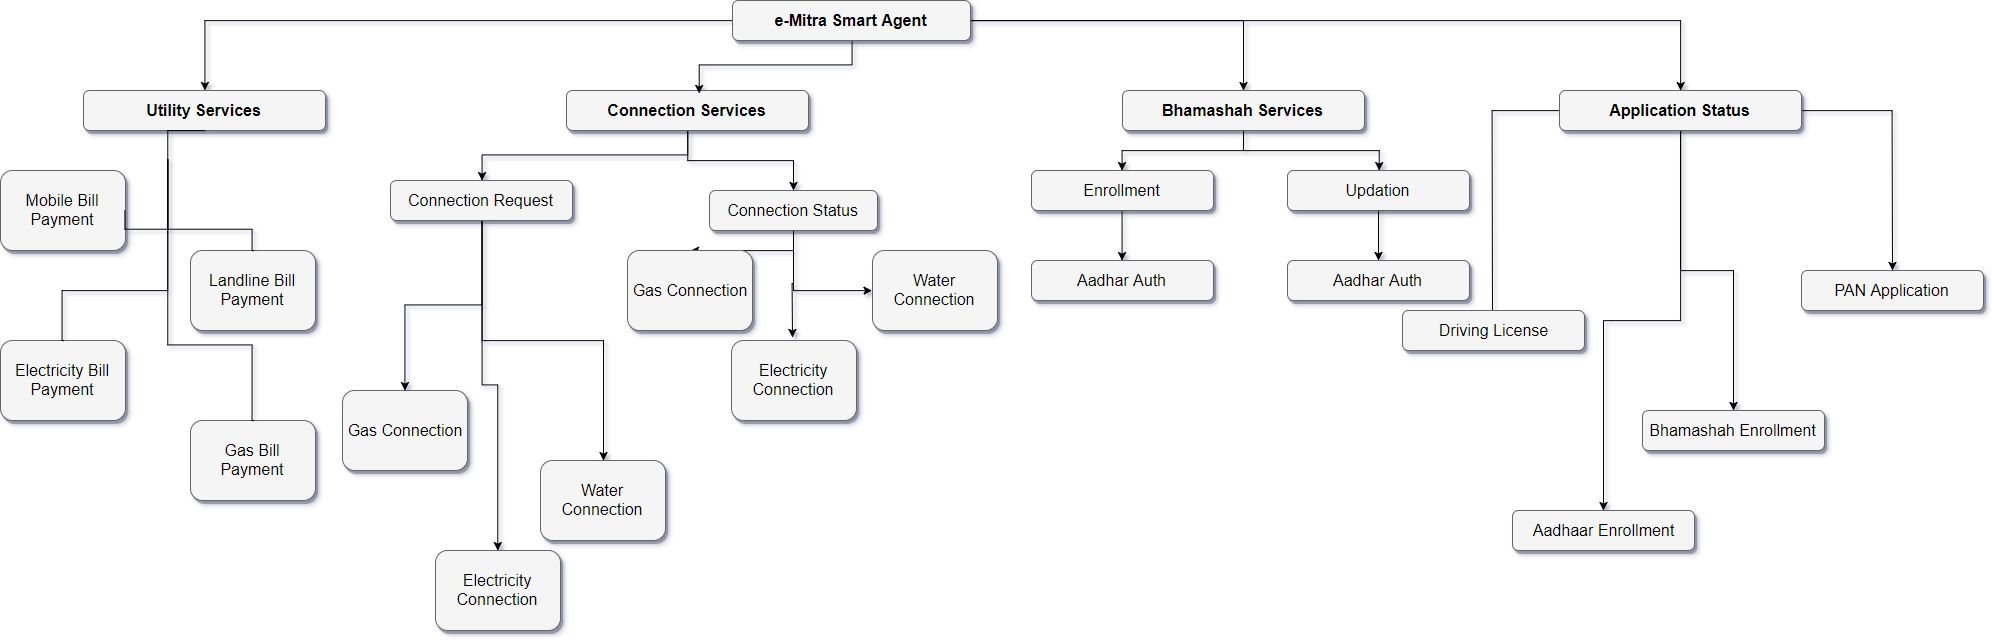 e-Mitra Smart Agent
Utility Services
Connection Services
Bhamashah Services
Application Status
Mobile Bill
Payment
Landline Bill
Payment
Electricity Bill
Payment
Gas Bill
Payment
Connection Request
Connection Status
Gas Connection
Water
Connection
Electricity
Connection
Gas Connection
Water
Connection
Electricity
Connection
Enrollment
Updation
Aadhar Auth
Aadhar Auth
Driving License
PAN Application
Bhamashah Enrollment
Aadhaar Enrollment